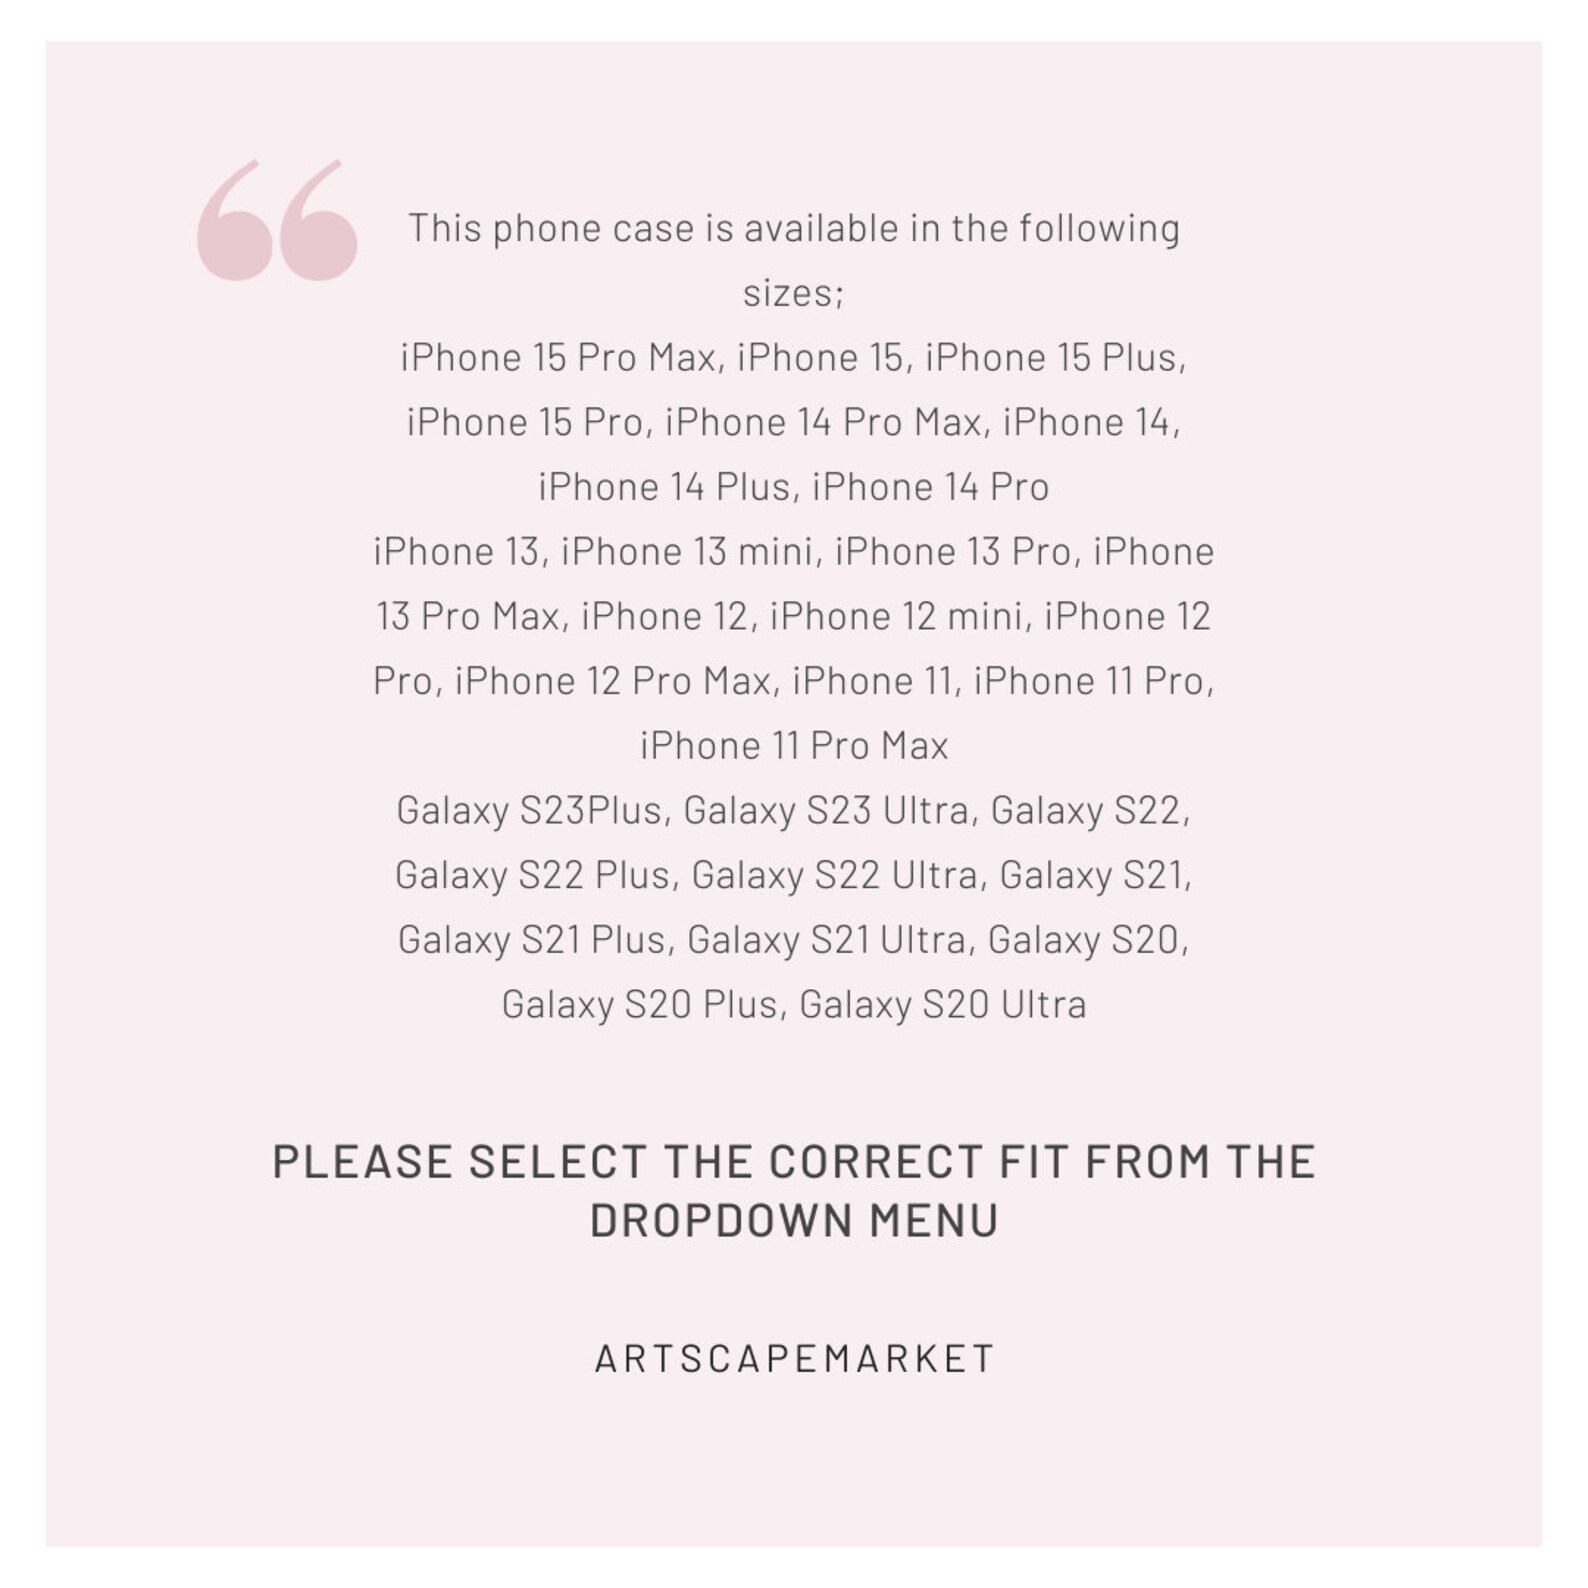 This phone case is available in the following
sizes;
iPhone 15 Pro Max, iPhone 15, iPhone 15 Plus,
iPhone 15 Pro, iPhone 14 Pro Max, iPhone 14,
iPhone 14 Plus, iPhone 14 Pro
iPhone 13, iPhone 13 mini, iPhone 13 Pro, iPhone
13 Pro Max, iPhone 12, iPhone 12 mini, iPhone 12
Pro, iPhone 12 Pro Max, iPhone 11, iPhone 11 Pro,
iPhone 11 Pro Max
Galaxy S23Plus, Galaxy S23 Ultra, Galaxy S22,
Galaxy S22 Plus, Galaxy S22 Ultra, Galaxy S21,
Galaxy S21 Plus, Galaxy S21 Ultra, Galaxy S20,
Galaxy S20 Plus, Galaxy S20 Ultra
PLEASE SELECT THE CORRECT FIT FROM THE
DROPDOWN MENU
ARTSCAPEMARKET